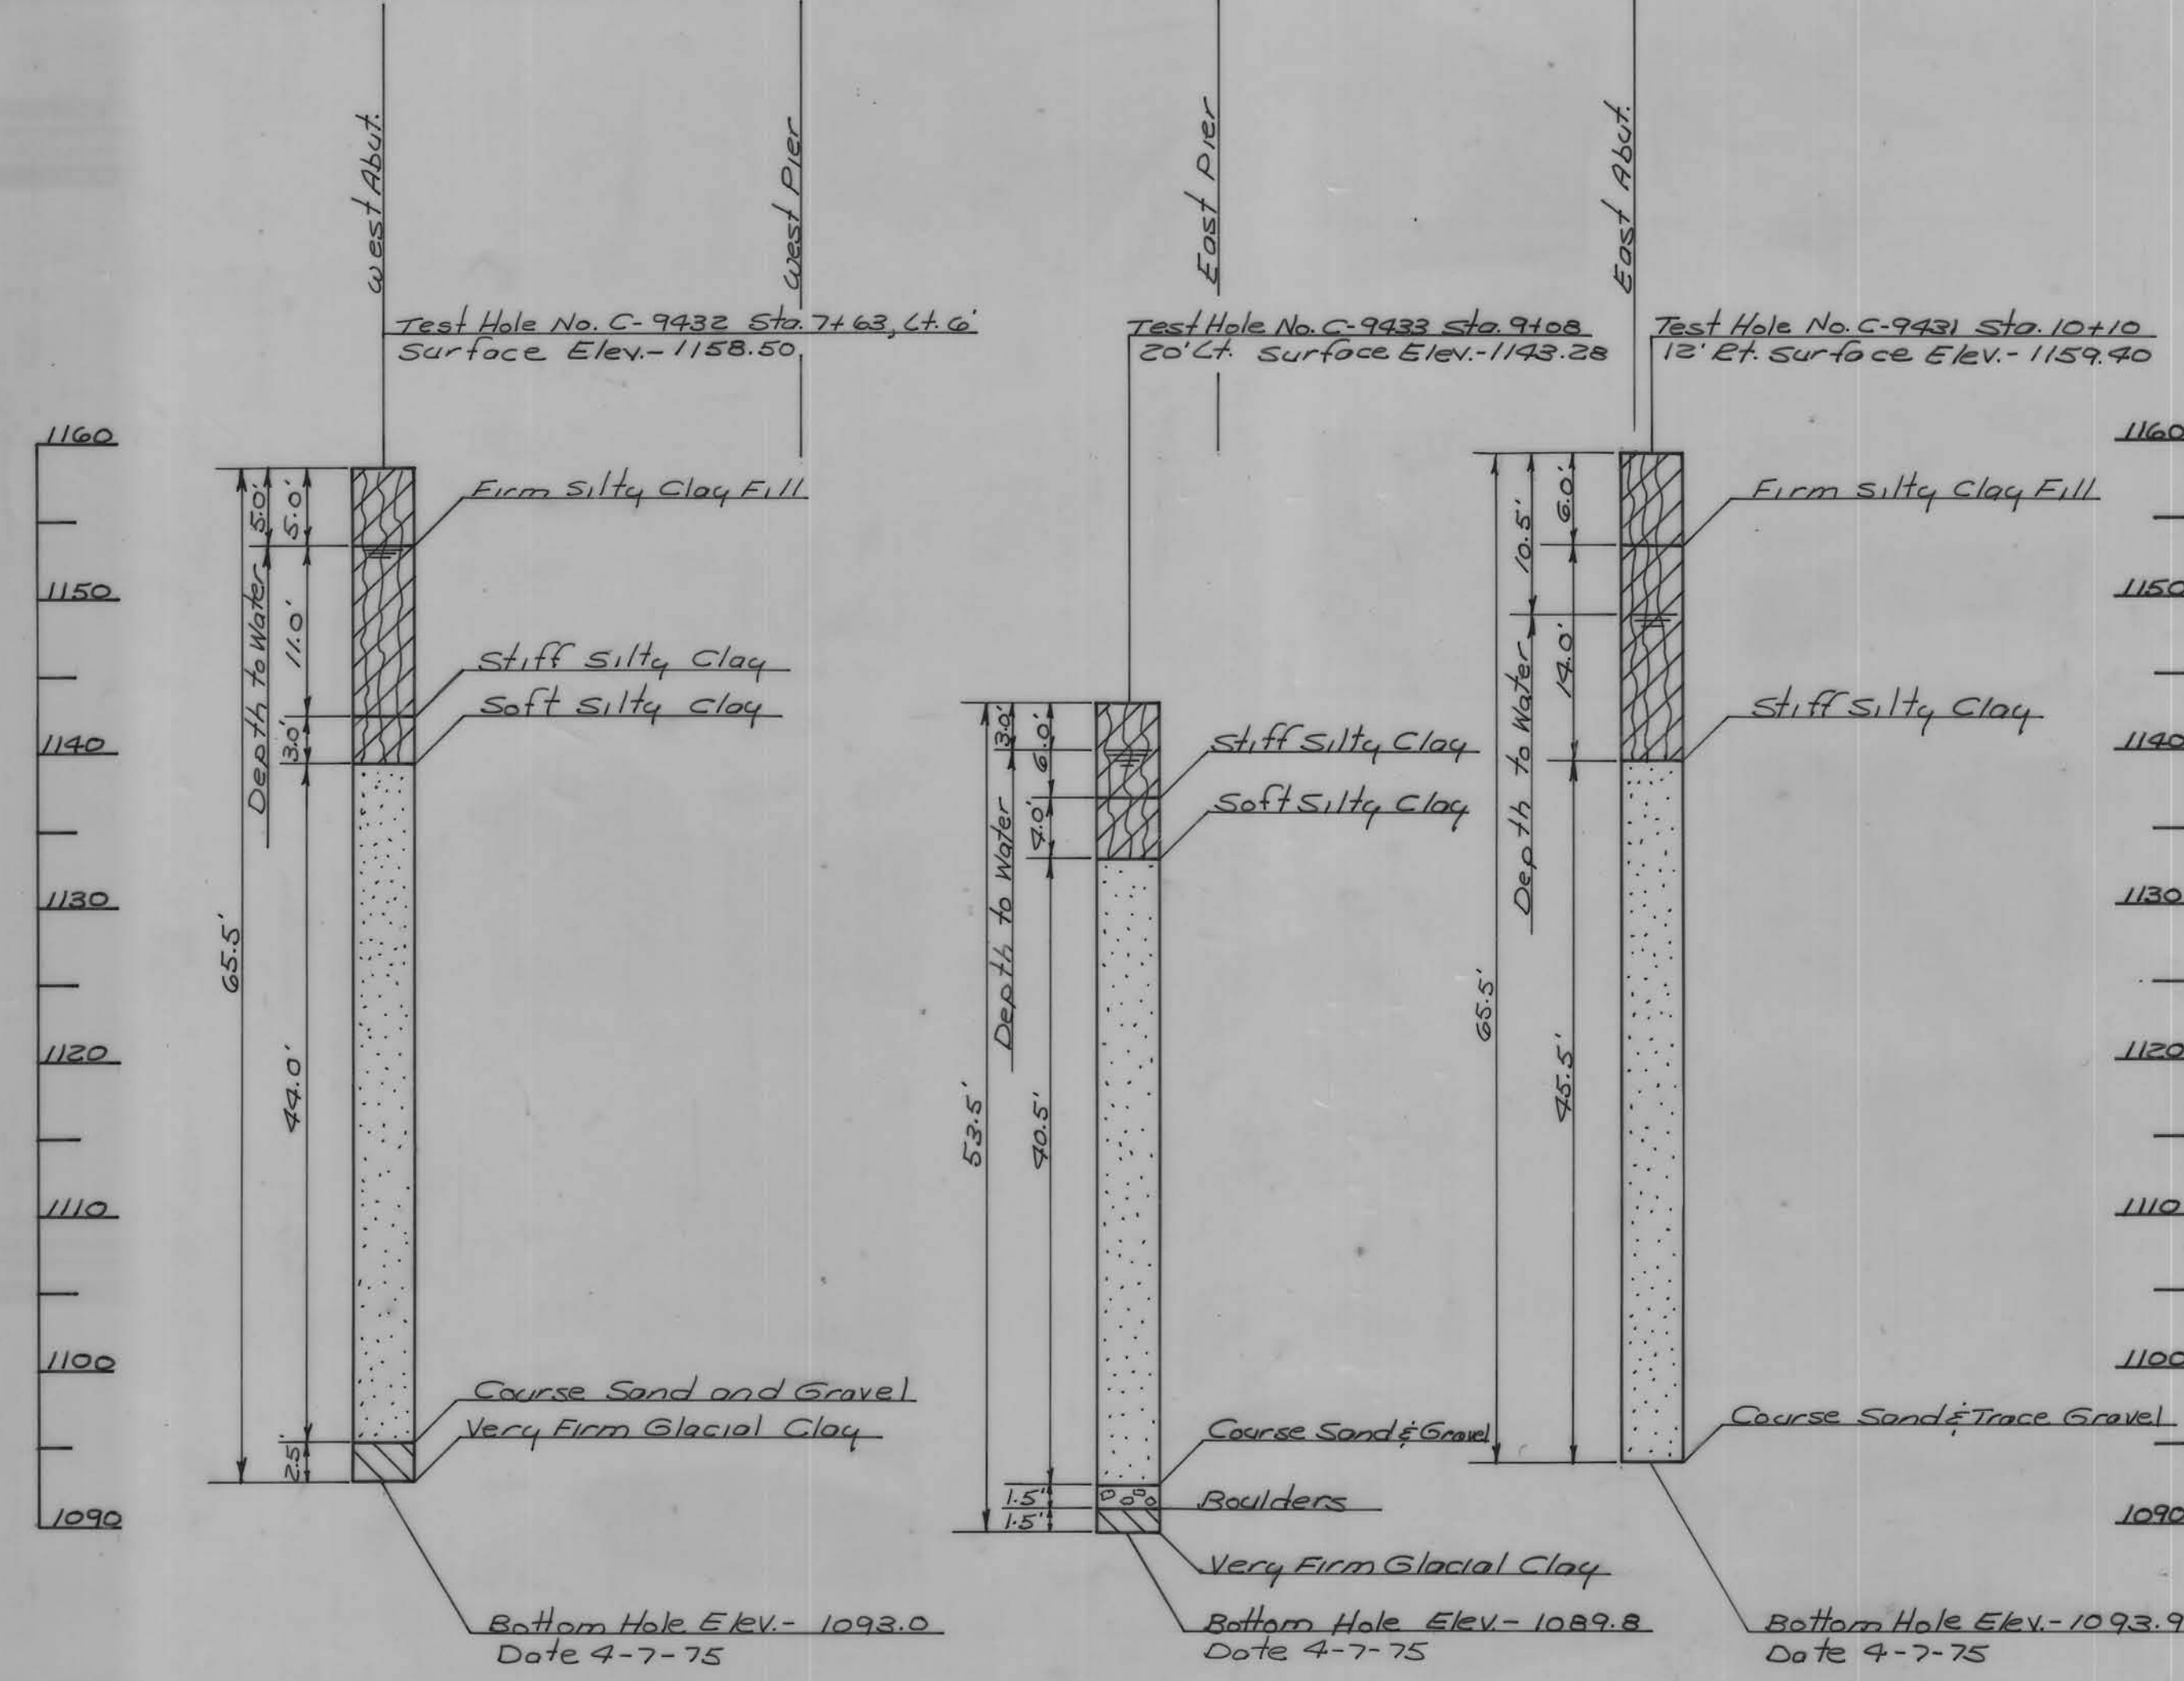 West Abut.
West Pier
East Pier
East Abut.
Test Hole No. C-9432 Sta. 7+63, Lt. 6'
Surface Elev.- 1158.50
Test Hole No. C-9433 Sta. 9+08
20' Lt. Surface Elev.- 1143.28
Test Hole No. C-9431 Sta. 10+10
12' Rt. Surface Elev.- 1159.40
1160
1150
1140
1130
1120
1110
1100
1090
65.5'
5.0'
Depth to Water
5.0'
11.0'
3.0'
44.0'
2.5'
Firm Silty Clay Fill
Stiff Silty Clay
Soft Silty Clay
Course Sand and Gravel
Very Firm Glacial Clay
Bottom Hole Elev.- 1093.0
Date 4-7-75
53.5'
3.0'
Depth to Water
6.0'
4.0'
40.5'
1.5'
1.5'
Stiff Silty Clay
Soft Silty Clay
Course Sand & Gravel
Boulders
Very Firm Glacial Clay
Bottom Hole Elev.- 1089.8
Date 4-7-75
65.5'
10.5'
Depth to Water
6.0'
14.0'
45.5'
Firm Silty Clay Fill
Stiff Silty Clay
Course Sand & Trace Gravel
Bottom Hole Elev.- 1093.9
Date 4-7-75
1160
1150
1140
1130
1120
1110
1100
1090